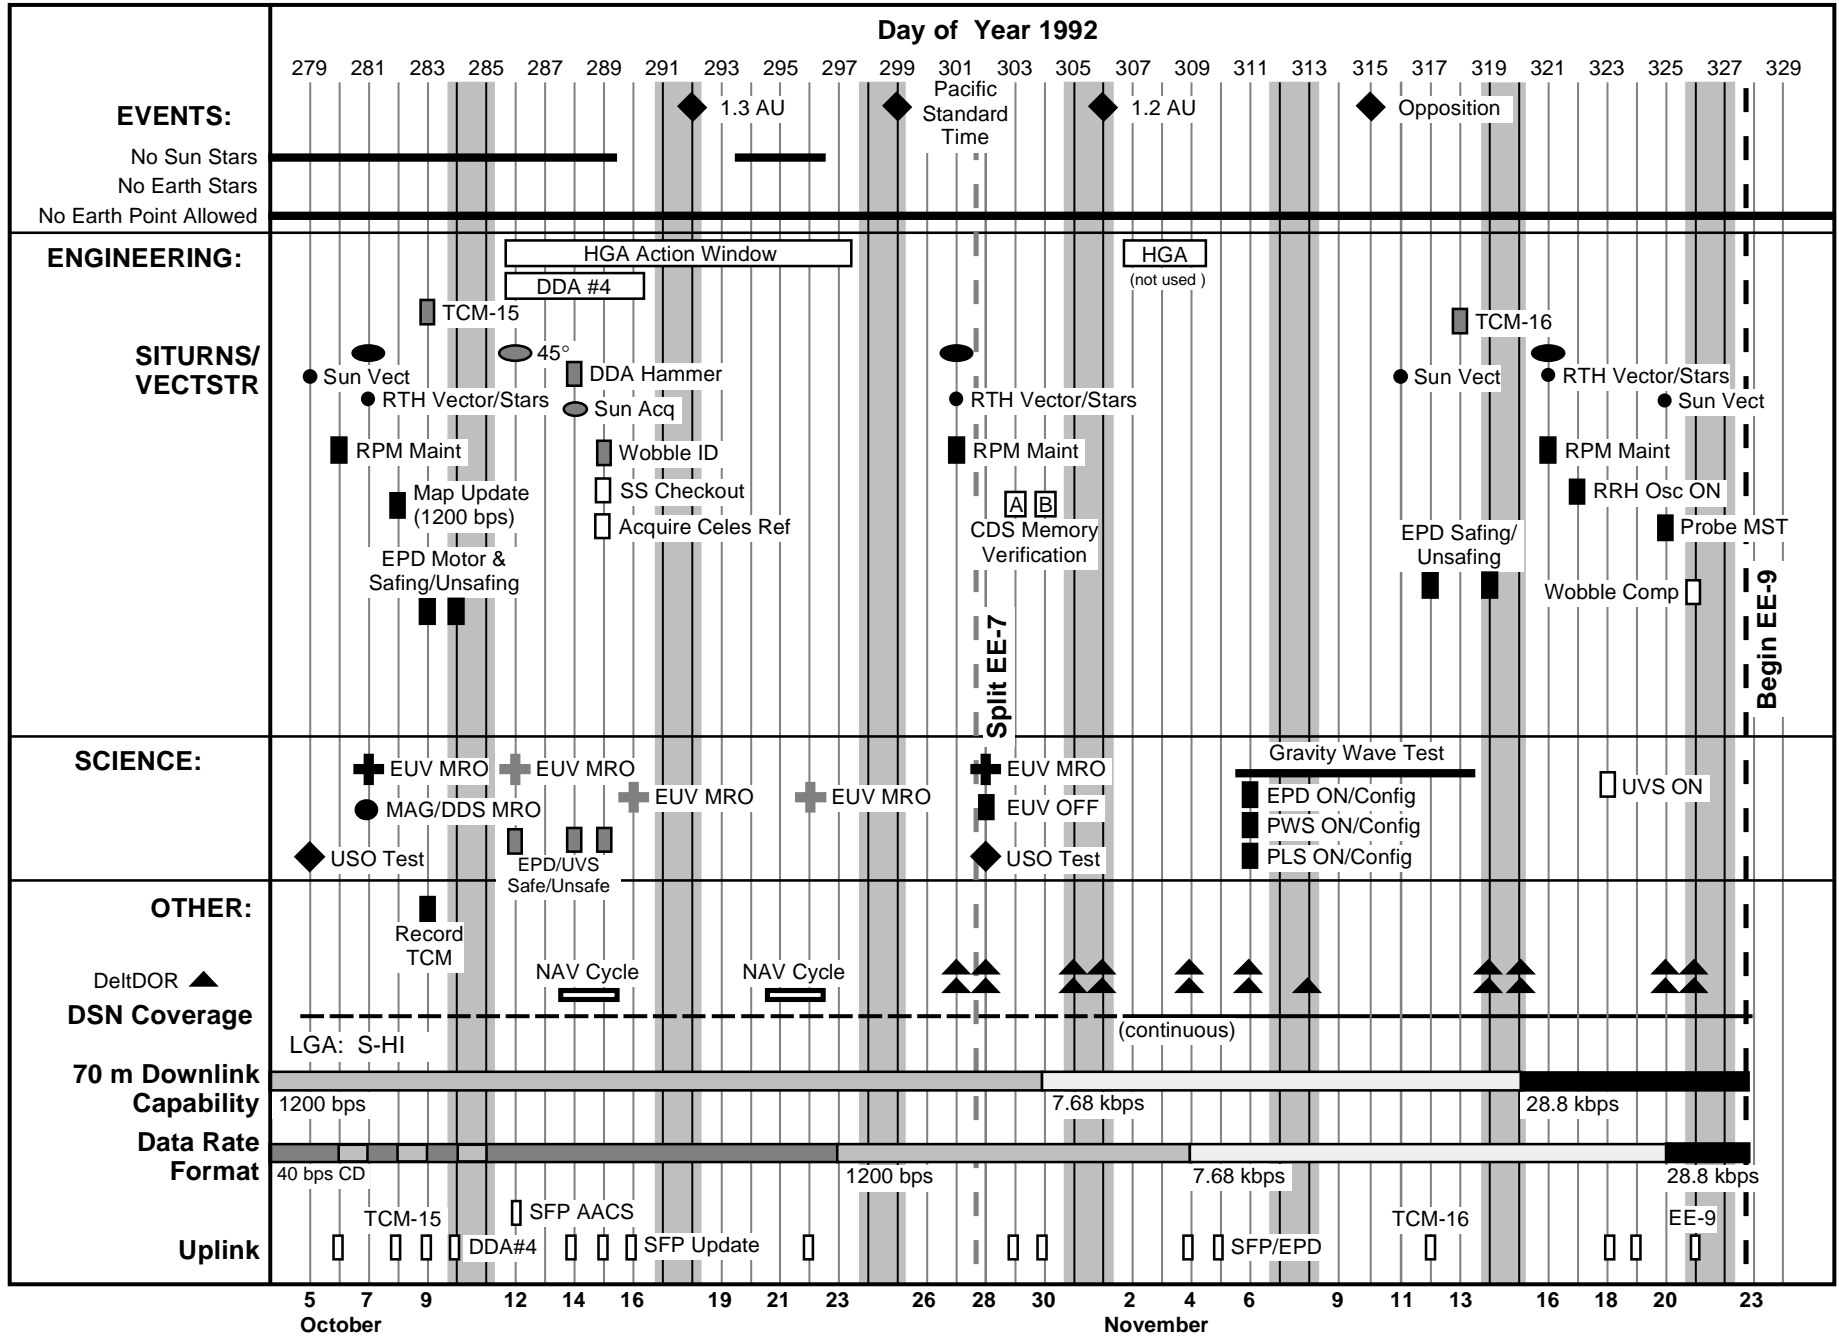 Day of Year 1992
279 281 283 285 287 289 291 293 295 297 299 301 303 305 307 309 311 313 315 317 319 321 323 325 327 329
EVENTS:
1.3 AU
Pacific
Standard
Time
1.2 AU
Opposition
No Sun Stars
No Earth Stars
No Earth Point Allowed
ENGINEERING:
HGA Action Window
HGA
(not used )
DDA #4
TCM-15
TCM-16
SITURNS/
VECTSTR
45°
Sun Vect
DDA Hammer
Sun Vect
RTH Vector/Stars
RTH Vector/Stars
Sun Acq
RTH Vector/Stars
Sun Vect
RPM Maint
Wobble ID
RPM Maint
RPM Maint
Map Update
(1200 bps)
SS Checkout
RRH Osc ON
A B
CDS Memory
Verification
Acquire Celes Ref
EPD Safing/
Unsafing
Probe MST
EPD Motor &
Safing/Unsafing
Wobble Comp
Split EE-7
Begin EE-9
SCIENCE:
EUV MRO
EUV MRO
EUV MRO
Gravity Wave Test
EUV MRO
EUV MRO
UVS ON
MAG/DDS MRO
EUV OFF
EPD ON/Config
PWS ON/Config
USO Test
EPD/UVS
Safe/Unsafe
USO Test
PLS ON/Config
OTHER:
Record
TCM
NAV Cycle
NAV Cycle
DeltDOR
DSN Coverage
(continuous)
LGA: S-HI
70 m Downlink
Capability
1200 bps
7.68 kbps
28.8 kbps
Data Rate
Format
40 bps CD
1200 bps
7.68 kbps
28.8 kbps
TCM-15
SFP AACS
TCM-16
EE-9
Uplink
DDA#4
SFP Update
SFP/EPD
5 7 9 12 14 16 19 21 23 26 28 30 2 4 6 9 11 13 16 18 20 23
October
November